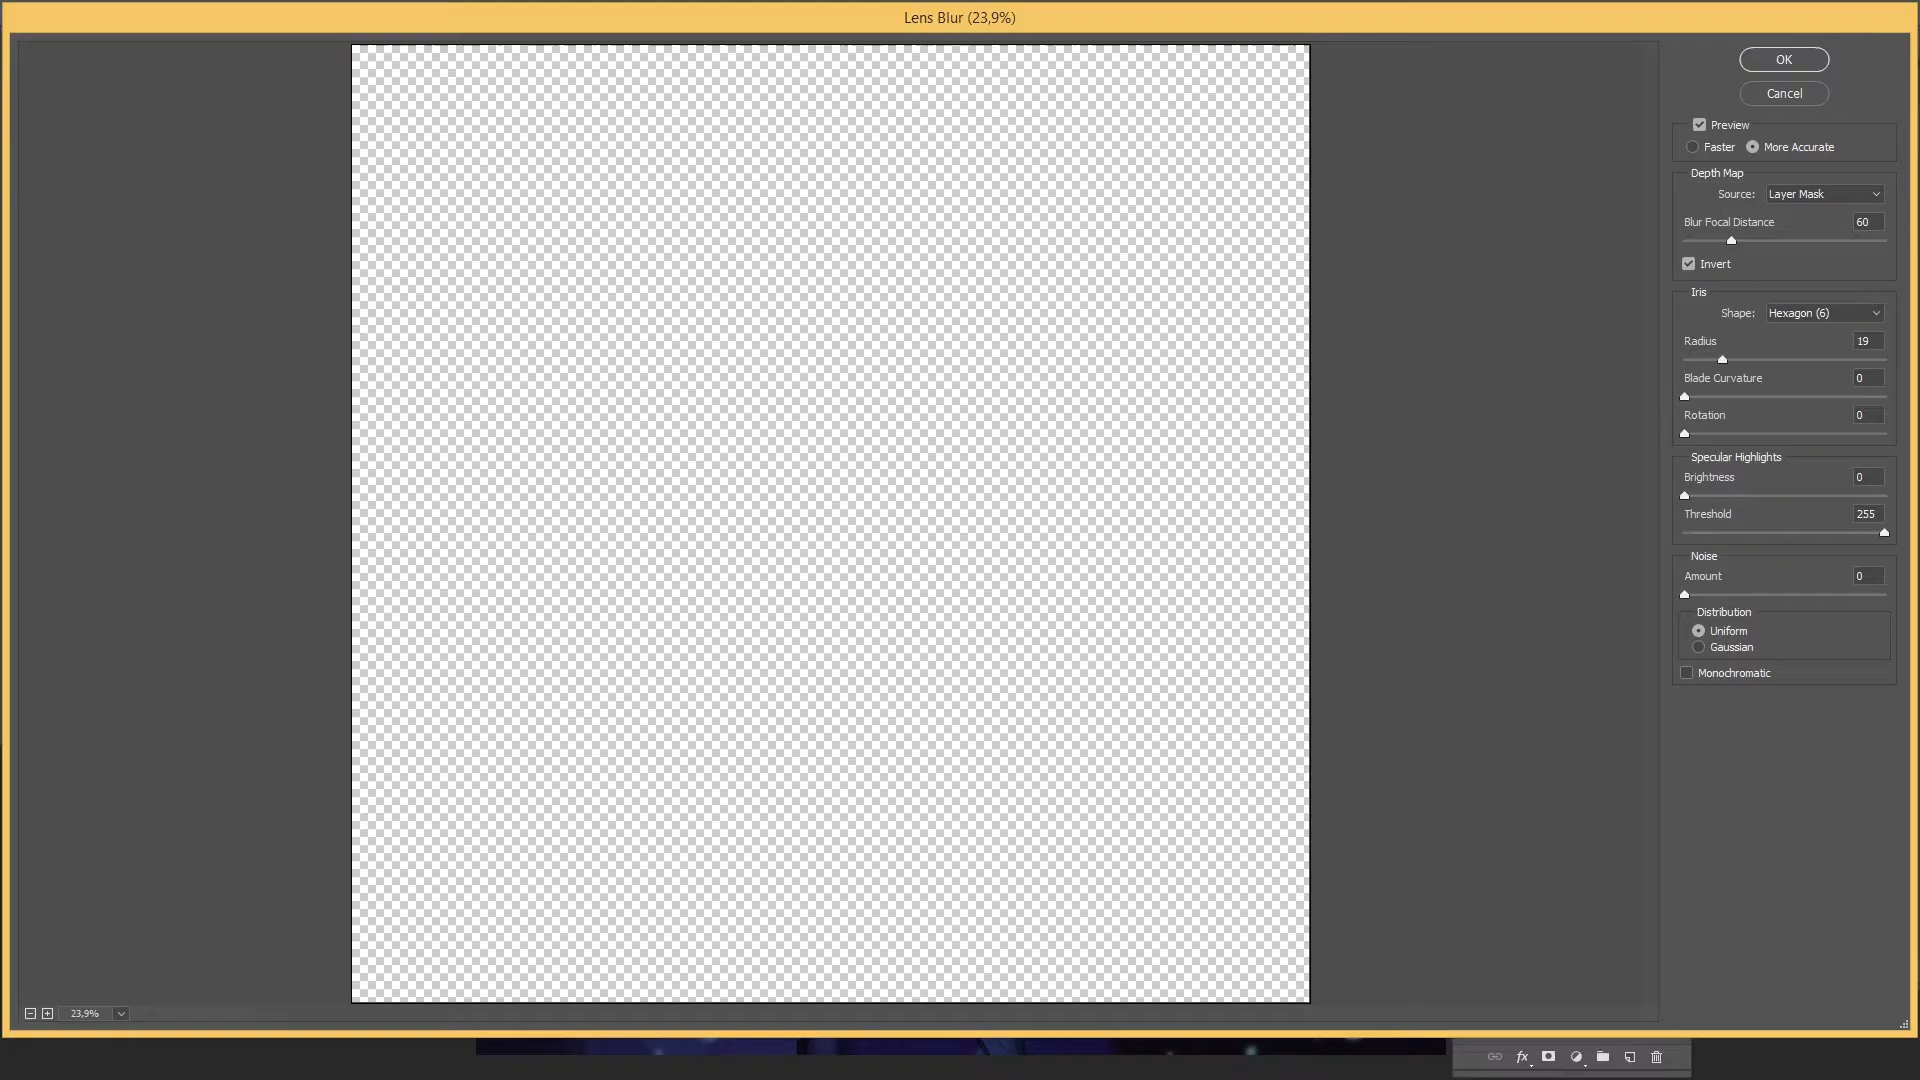 Lens Blur (23,9%)
OK
Cancel
Preview
Faster More Accurate
Depth Map
Source: Layer Mask
Blur Focal Distance 60
Invert
Iris
Shape: Hexagon (6)
Radius 19
Blade Curvature 0
Rotation 0
Specular Highlights
Brightness 0
Threshold 255
Noise
Amount 0
Distribution
Uniform
Gaussian
Monochromatic
23,9%
fx